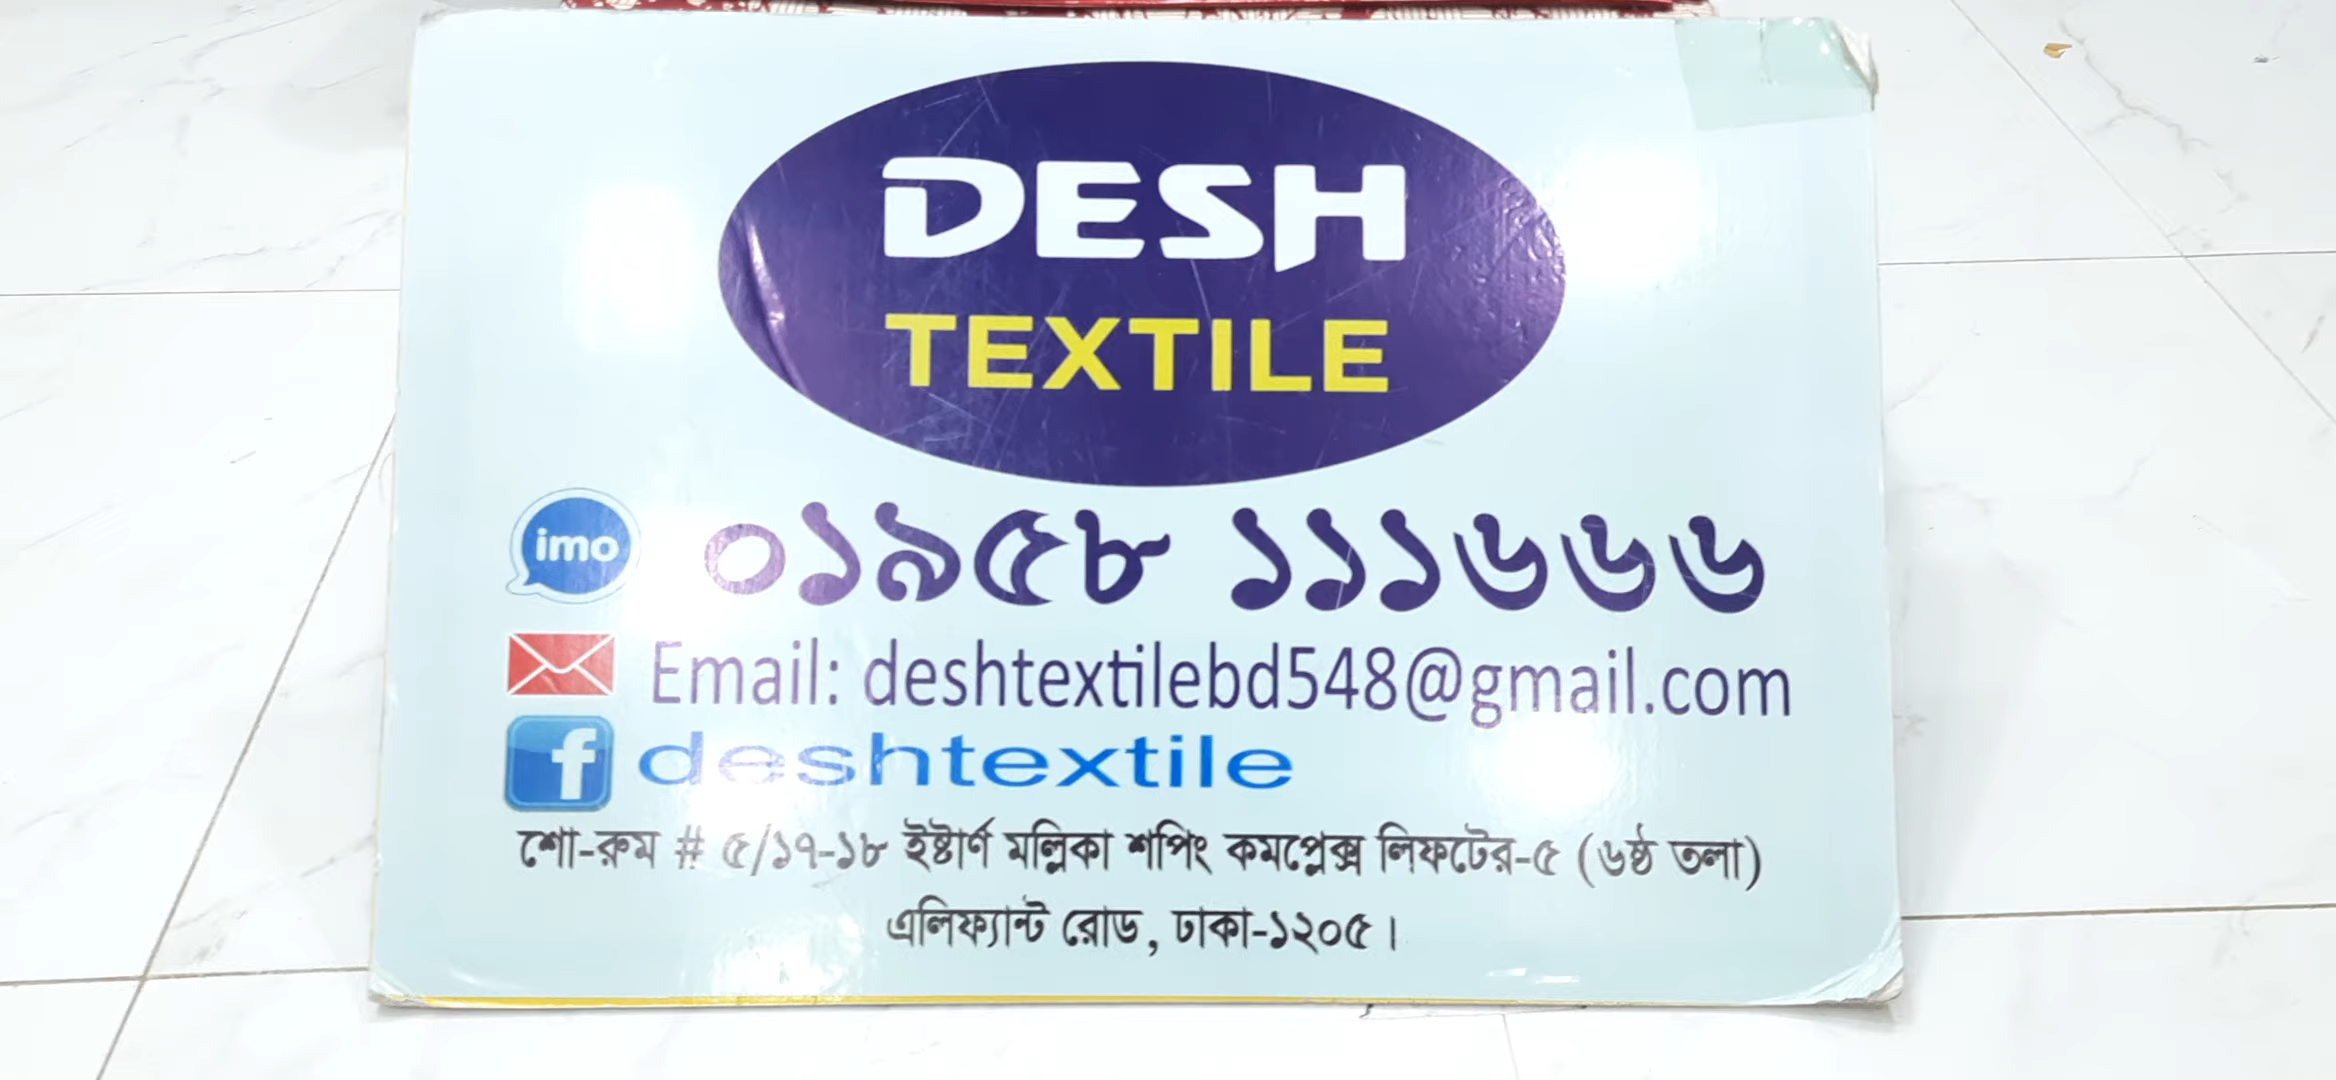 DESH
TEXTILE
imo ০১৯৫৮ ১১১৬৬৬
Email: deshtextilebd548@gmail.com
f deshtextile
শো-রুম # ৫/১৭-১৮ ইষ্টার্ণ মল্লিকা শপিং কমপ্লেক্স লিফটের-৫ (৬ষ্ঠ তলা)
এলিফ্যান্ট রোড, ঢাকা-১২০৫।